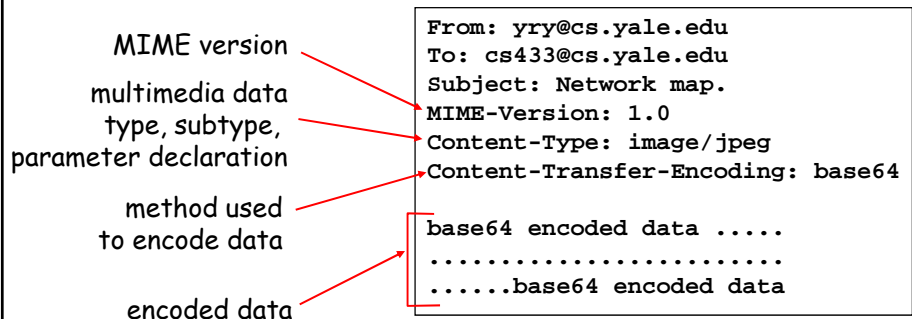 MIME version
multimedia data
type, subtype,
parameter declaration
method used
to encode data
encoded data
From: yry@cs.yale.edu
To: cs433@cs.yale.edu
Subject: Network map.
MIME-Version: 1.0
Content-Type: image/jpeg
Content-Transfer-Encoding: base64
base64 encoded data .....
.........................
......base64 encoded data